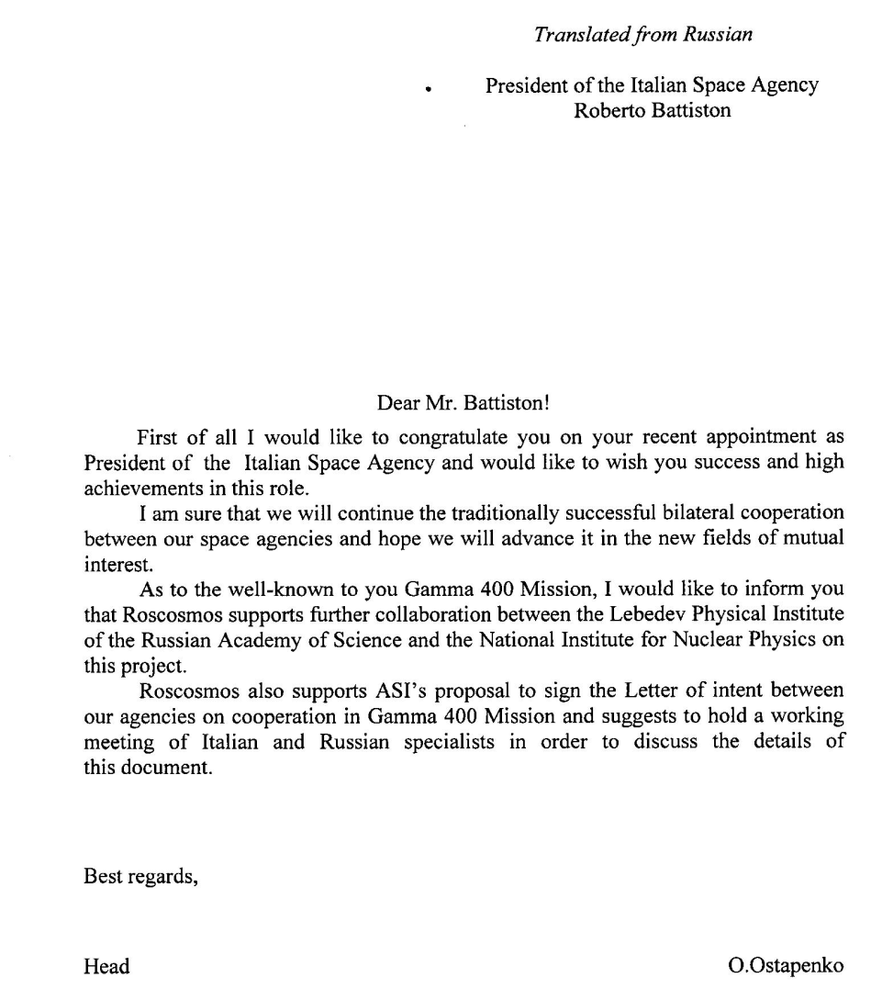 Translated from Russian
President of the Italian Space Agency
Roberto Battiston
Dear Mr. Battiston!
First of all I would like to congratulate you on your recent appointment as
President of the Italian Space Agency and would like to wish you success and high
achievements in this role.
I am sure that we will continue the traditionally successful bilateral cooperation
between our space agencies and hope we will advance it in the new fields of mutual
interest.
As to the well-known to you Gamma 400 Mission, I would like to inform you
that Roscosmos supports further collaboration between the Lebedev Physical Institute
of the Russian Academy of Science and the National Institute for Nuclear Physics on
this project.
Roscosmos also supports ASI's proposal to sign the Letter of intent between
our agencies on cooperation in Gamma 400 Mission and suggests to hold a working
meeting of Italian and Russian specialists in order to discuss the details of
this document.
Best regards,
Head O.Ostapenko